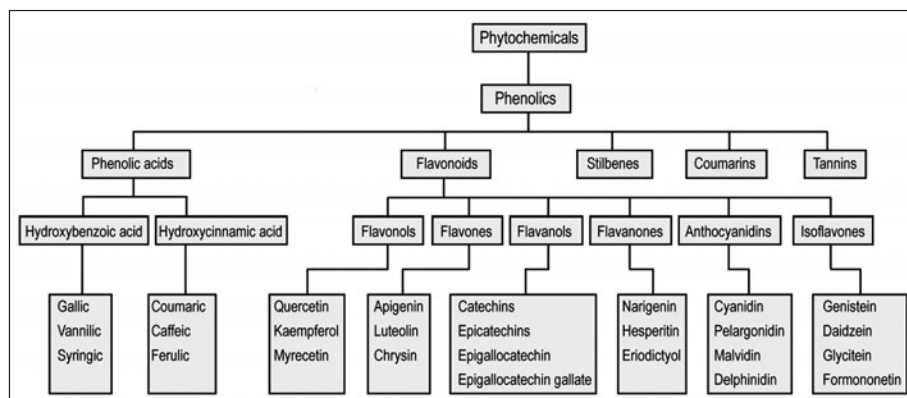 Phytochemicals
Phenolics
Phenolic acids
Flavonoids
Stilbenes
Coumarins
Tannins
Hydroxybenzoic acid
Hydroxycinnamic acid
Flavonols
Flavones
Flavanols
Flavanones
Anthocyanidins
Isoflavones
Gallic
Vannilic
Syringic
Coumaric
Caffeic
Ferulic
Quercetin
Kaempferol
Myrecetin
Apigenin
Luteolin
Chrysin
Catechins
Epicatechins
Epigallocatechin
Epigallocatechin gallate
Narigenin
Hesperitin
Eriodictyol
Cyanidin
Pelargonidin
Malvidin
Delphinidin
Genistein
Daidzein
Glycitein
Formononetin